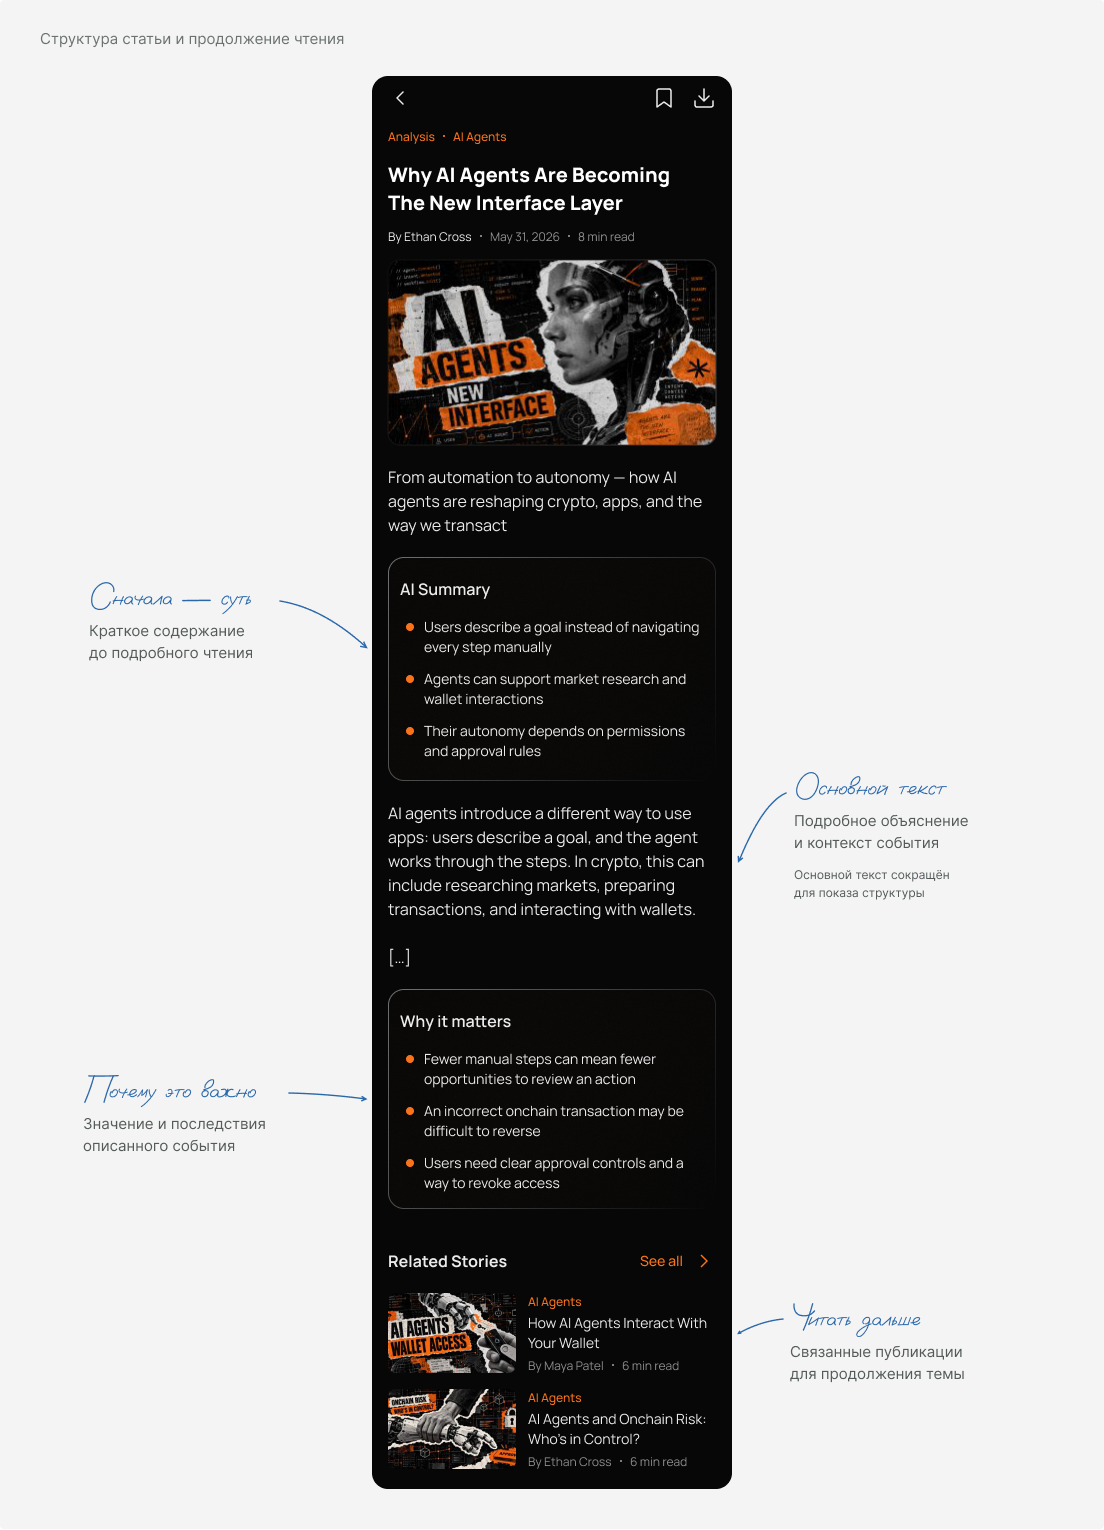 Структура статьи и продолжение чтения
Analysis · AI Agents
Why AI Agents Are Becoming
The New Interface Layer
By Ethan Cross · May 31, 2026 · 8 min read
AI
AGENTS
NEW
INTERFACE
From automation to autonomy — how AI
agents are reshaping crypto, apps, and the
way we transact
Сначала — суть
Краткое содержание
до подробного чтения
AI Summary
Users describe a goal instead of navigating
every step manually
Agents can support market research and
wallet interactions
Their autonomy depends on permissions
and approval rules
Основной текст
Подробное объяснение
и контекст события
Основной текст сокращён
для показа структуры
AI agents introduce a different way to use
apps: users describe a goal, and the agent
works through the steps. In crypto, this can
include researching markets, preparing
transactions, and interacting with wallets.
[...]
Почему это важно
Значение и последствия
описанного события
Why it matters
Fewer manual steps can mean fewer
opportunities to review an action
An incorrect onchain transaction may be
difficult to reverse
Users need clear approval controls and a
way to revoke access
Related Stories
See all
Читать дальше
Связанные публикации
для продолжения темы
AI AGENTS
WALLET ACCESS
AI Agents
How AI Agents Interact With
Your Wallet
By Maya Patel · 6 min read
ONCHAIN RISK
WHO'S IN CONTROL?
AI Agents
AI Agents and Onchain Risk:
Who's in Control?
By Ethan Cross · 6 min read